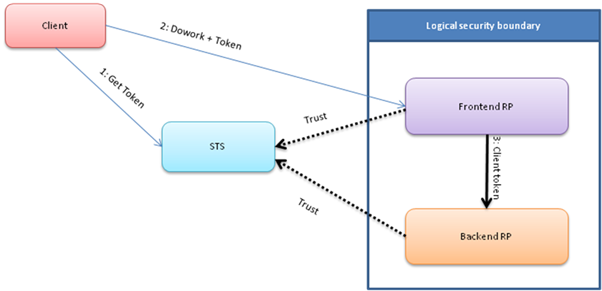 Client
Logical security boundary
2: Dowork + Token
1: Get Token
Frontend RP
Trust
STS
3: Client token
Trust
Backend RP